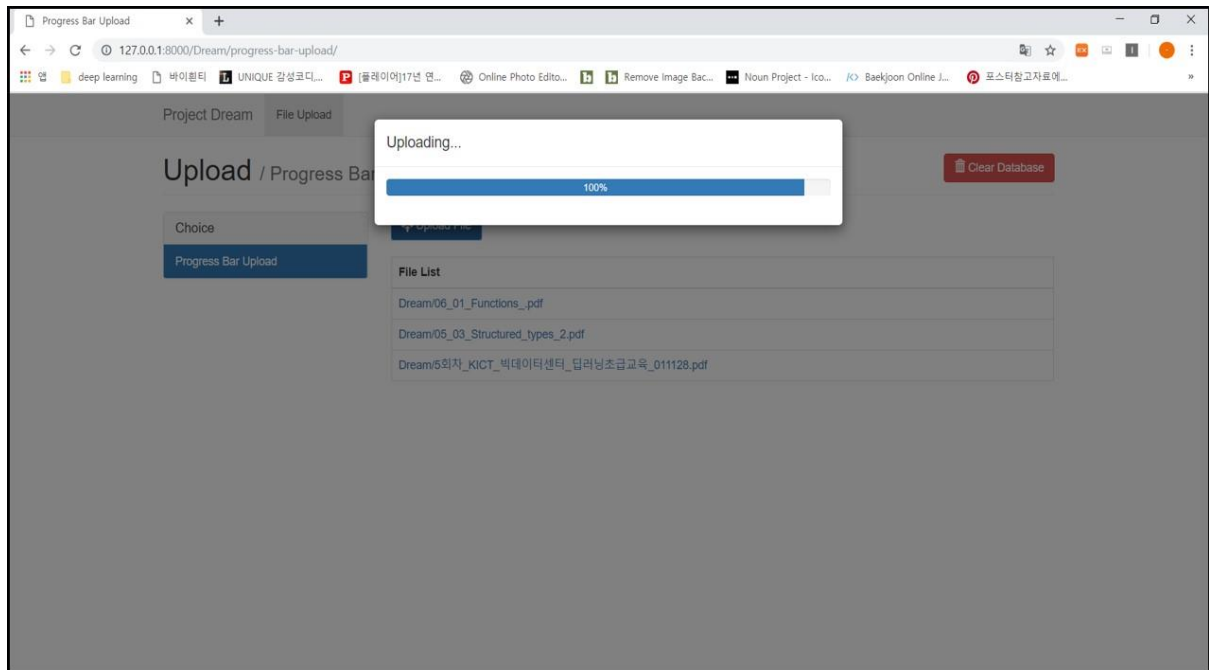 Progress Bar Upload
127.0.0.1:8000/Dream/progress-bar-upload/
앱 deep learning 바이흰티 UNIQUE 감성코디,... [플레이어]17년 연... Online Photo Edito... Remove Image Bac... Noun Project - Ico... Baekjoon Online J... 포스터참고자료에...
Project Dream File Upload
Uploading...
Upload / Progress Bar
Clear Database
100%
Choice
Upload File
Progress Bar Upload
File List
Dream/06_01_Functions_.pdf
Dream/05_03_Structured_types_2.pdf
Dream/5회차_KICT_빅데이터센터_딥러닝초급교육_011128.pdf